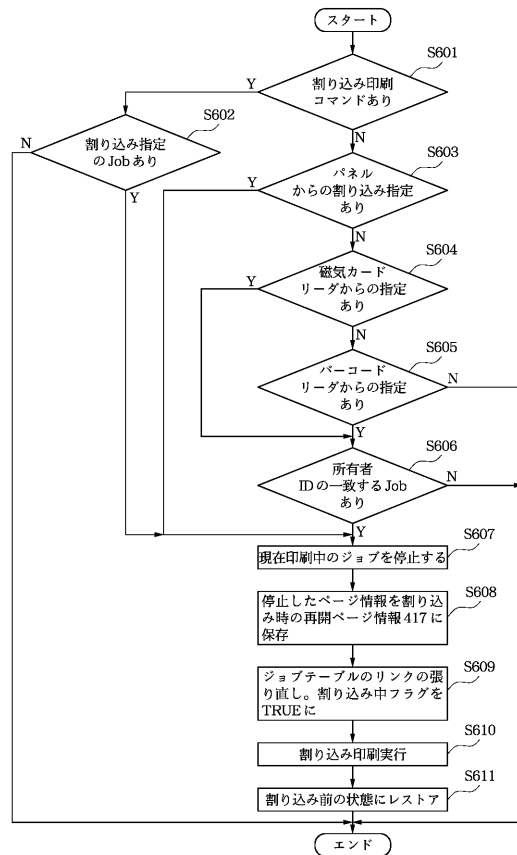 スタート
S601
割り込み印刷
コマンドあり
Y
N
S602
割り込み指定
のJobあり
N
Y
S603
パネル
からの割り込み指定
あり
Y
N
S604
磁気カード
リーダからの指定
あり
Y
N
S605
バーコード
リーダからの指定
あり
N
Y
S606
所有者
IDの一致するJob
あり
N
Y
S607
現在印刷中のジョブを停止する
S608
停止したページ情報を割り込
み時の再開ページ情報417に
保存
S609
ジョブテーブルのリンクの張
り直し。割り込み中フラグを
TRUEに
S610
割り込み印刷実行
S611
割り込み前の状態にレストア
エンド